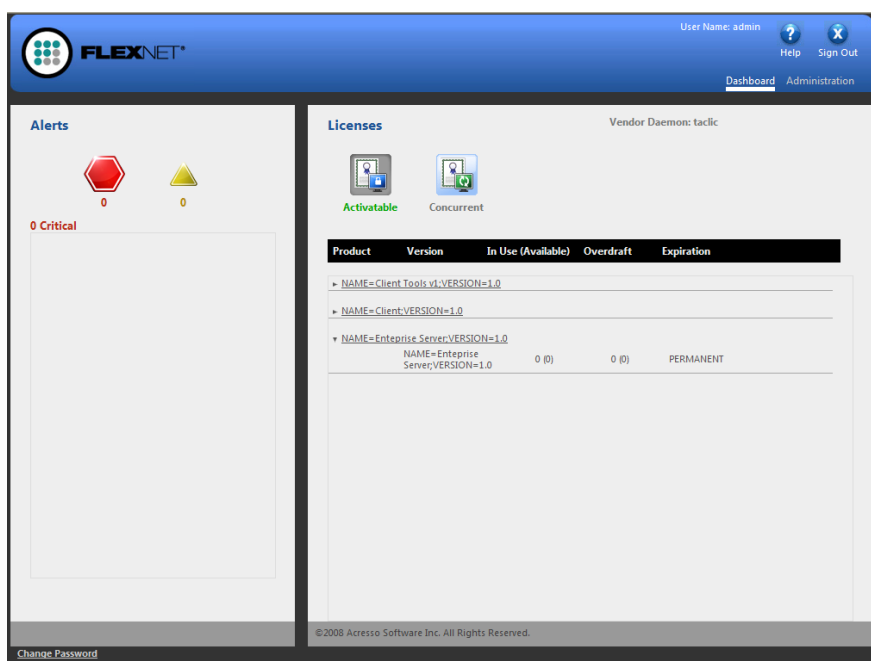 User Name: admin
FLEXNET®
Help Sign Out
Dashboard Administration
Alerts
0 0
0 Critical
Licenses
Vendor Daemon: taclic
Activatable Concurrent
Product Version In Use (Available) Overdraft Expiration
NAME=Client Tools v1;VERSION=1.0
NAME=Client;VERSION=1.0
NAME=Enteprise Server;VERSION=1.0
NAME=Enteprise
Server;VERSION=1.0 0 (0) 0 (0) PERMANENT
©2008 Acresso Software Inc. All Rights Reserved.
Change Password